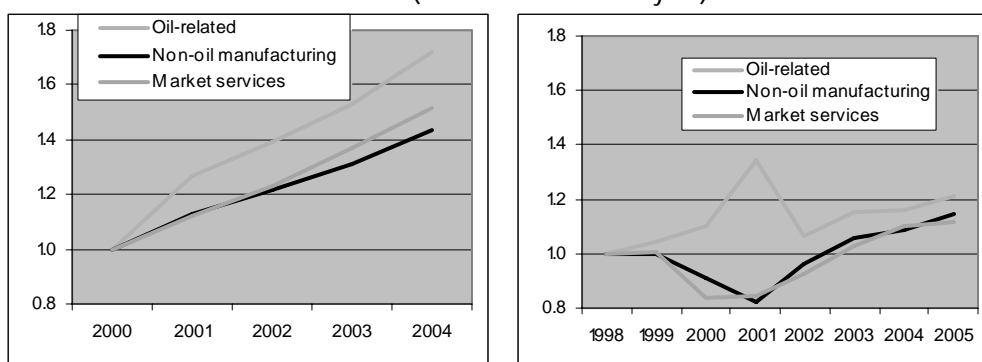 1.8
1.6
1.4
1.2
1.0
0.8
Oil-related
Non-oil manufacturing
Market services
2000 2001 2002 2003 2004
1.8
1.6
1.4
1.2
1.0
0.8
Oil-related
Non-oil manufacturing
Market services
1998 1999 2000 2001 2002 2003 2004 2005